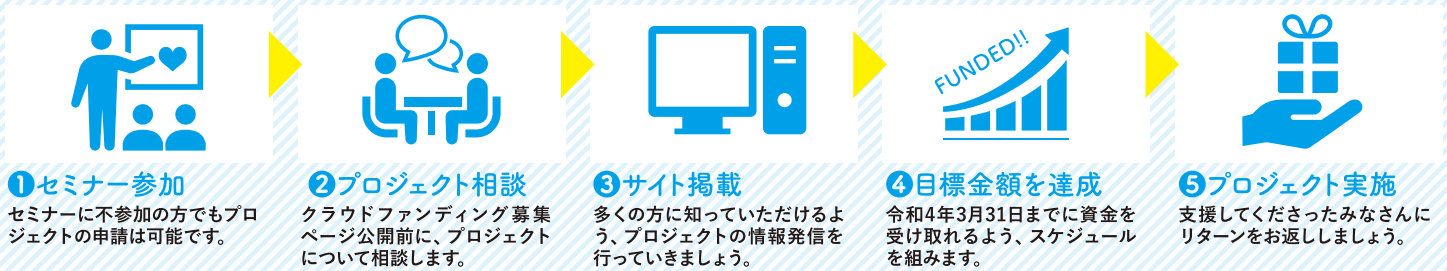 FUNDED!!
❶セミナー参加
セミナーに不参加の方でもプロ
ジェクトの申請は可能です。
❷プロジェクト相談
クラウドファンディング募集
ページ公開前に、プロジェクト
について相談します。
❸サイト掲載
多くの方に知っていただけるよ
う、プロジェクトの情報発信を
行っていきましょう。
❹目標金額を達成
令和4年3月31日までに資金を
受け取れるよう、スケジュール
を組みます。
❺プロジェクト実施
支援してくださったみなさんに
リターンをお返ししましょう。